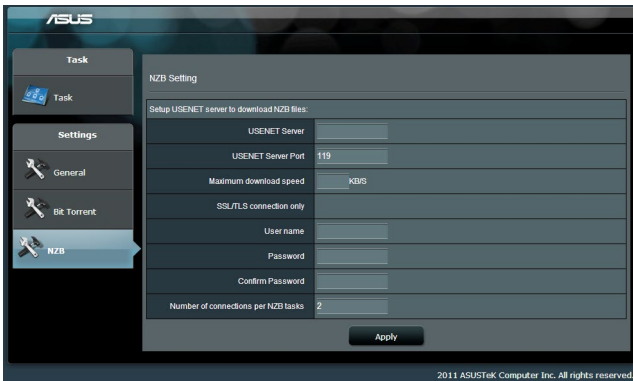 ASUS
Task
Task
Settings
General
Bit Torrent
NZB
NZB Setting
Setup USENET server to download NZB files:
USENET Server
USENET Server Port 119
Maximum download speed KB/S
SSL/TLS connection only
User name
Password
Confirm Password
Number of connections per NZB tasks 2
Apply
2011 ASUSTeK Computer Inc. All rights reserved.